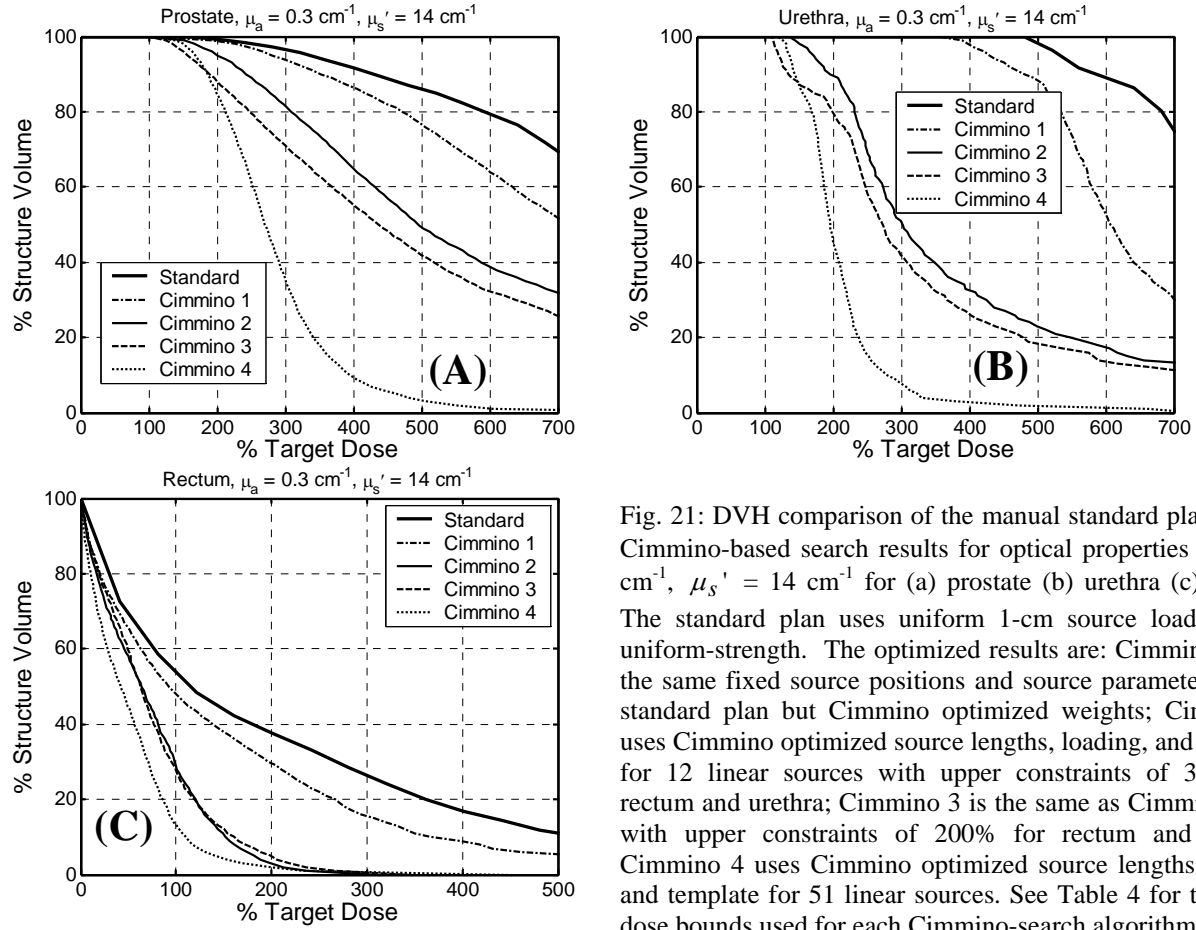 Prostate, μa = 0.3 cm-1, μs' = 14 cm-1
100
80
60
40
20
0
% Structure Volume
Standard
Cimmino 1
Cimmino 2
Cimmino 3
Cimmino 4
(A)
0 100 200 300 400 500 600 700
% Target Dose
Urethra, μa = 0.3 cm-1, μs' = 14 cm-1
100
80
60
40
20
0
% Structure Volume
Standard
Cimmino 1
Cimmino 2
Cimmino 3
Cimmino 4
(B)
0 100 200 300 400 500 600 700
% Target Dose
Rectum, μa = 0.3 cm-1, μs' = 14 cm-1
100
80
60
40
20
0
% Structure Volume
Standard
Cimmino 1
Cimmino 2
Cimmino 3
Cimmino 4
(C)
0 100 200 300 400 500
% Target Dose
Fig. 21: DVH comparison of the manual standard pla
Cimmino-based search results for optical properties
cm-1, μs' = 14 cm-1 for (a) prostate (b) urethra (c)
The standard plan uses uniform 1-cm source load
uniform-strength. The optimized results are: Cimmin
the same fixed source positions and source paramete
standard plan but Cimmino optimized weights; Cim
uses Cimmino optimized source lengths, loading, and
for 12 linear sources with upper constraints of 3
rectum and urethra; Cimmino 3 is the same as Cimmi
with upper constraints of 200% for rectum and
Cimmino 4 uses Cimmino optimized source lengths
and template for 51 linear sources. See Table 4 for t
dose bounds used for each Cimmino-search algorithm